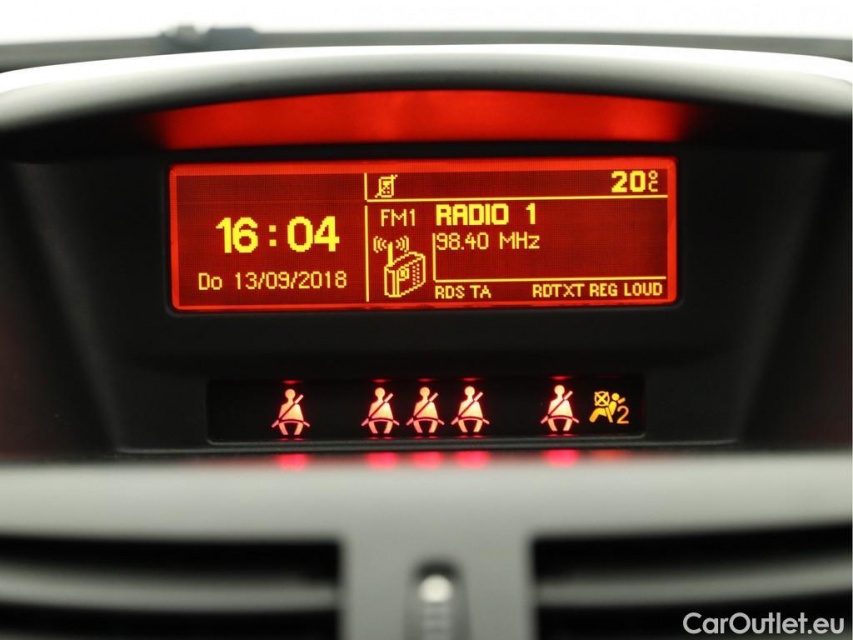 20°C
16:04
FM1 RADIO 1
98.40 MHz
Do 13/09/2018
RDS TA RDTXT REG LOUD
2
CarOutlet.eu